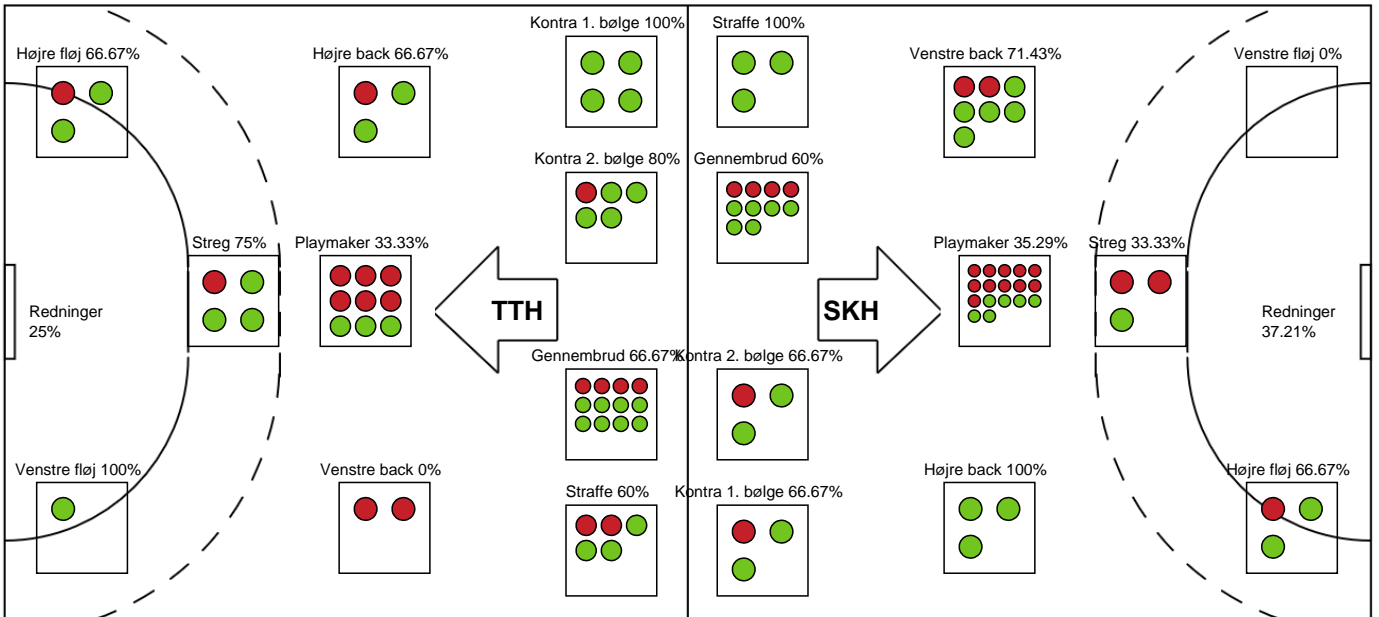 Kontra 1. bølge 100%
Straffe 100%
Højre fløj 66.67%
Højre back 66.67%
Venstre back 71.43%
Venstre fløj 0%
Kontra 2. bølge 80%
Gennembrud 60%
Streg 75%
Playmaker 33.33%
Playmaker 35.29%
Streg 33.33%
Redninger
25%
TTH
SKH
Redninger
37.21%
Gennembrud 66.67%
Kontra 2. bølge 66.67%
Venstre fløj 100%
Venstre back 0%
Højre back 100%
Højre fløj 66.67%
Straffe 60%
Kontra 1. bølge 66.67%